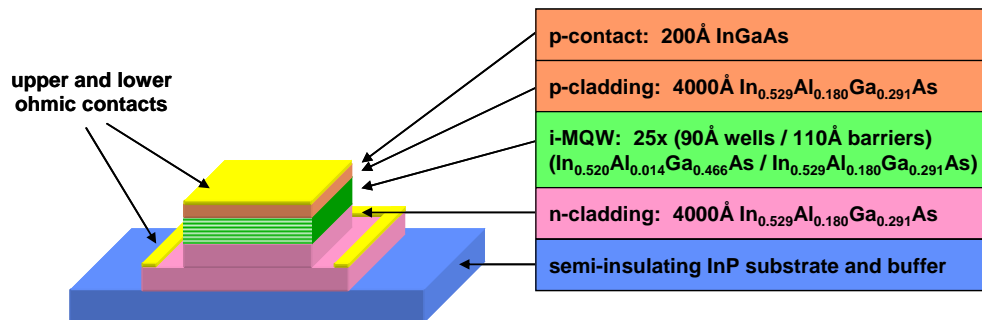 upper and lower
ohmic contacts
p-contact: 200Å InGaAs
p-cladding: 4000Å In0.529Al0.180Ga0.291As
i-MQW: 25x (90Å wells / 110Å barriers)
(In0.520Al0.014Ga0.466As / In0.529Al0.180Ga0.291As)
n-cladding: 4000Å In0.529Al0.180Ga0.291As
semi-insulating InP substrate and buffer